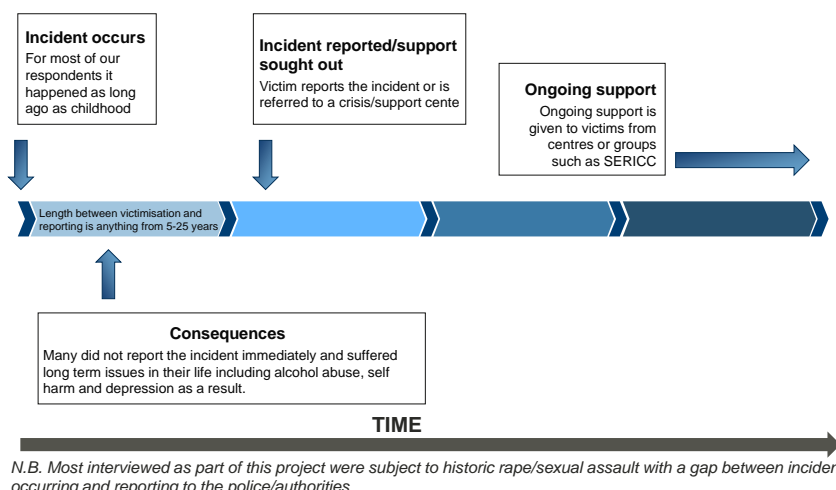 Incident occurs
For most of our
respondents it
happened as long
ago as childhood
Incident reported/support
sought out
Victim reports the incident or is
referred to a crisis/support cente
Ongoing support
Ongoing support is
given to victims from
centres or groups
such as SERICC
Length between victimisation and
reporting is anything from 5-25 years
Consequences
Many did not report the incident immediately and suffered
long term issues in their life including alcohol abuse, self
harm and depression as a result.
TIME
N.B. Most interviewed as part of this project were subject to historic rape/sexual assault with a gap between inciden
occurring and reporting to the police/authorities